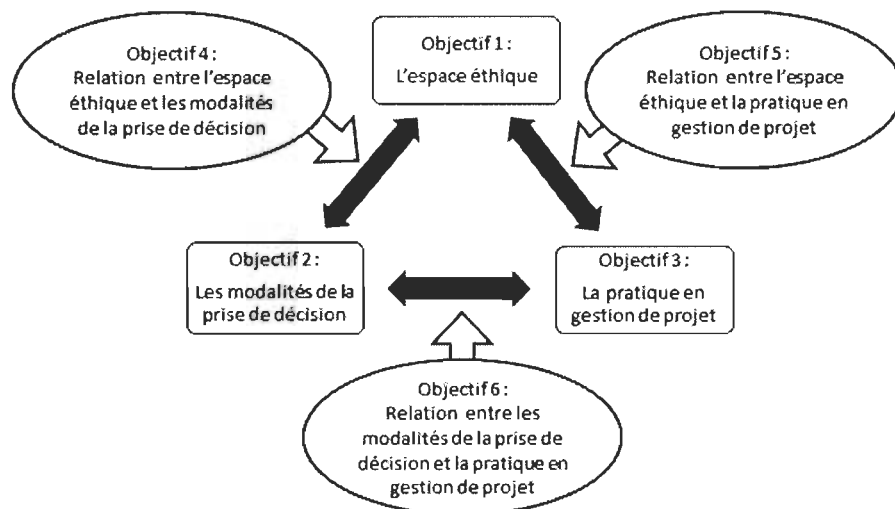 Objectif 4 :
Relation entre l'espace
éthique et les modalités
de la prise de décision
Objectif 1 :
L'espace éthique
Objectif 5 :
Relation entre l'espace
éthique et la pratique en
gestion de projet
Objectif 2 :
Les modalités de la
prise de décision
Objectif 3 :
La pratique en
gestion de projet
Objectif 6 :
Relation entre les
modalités de la prise de
décision et la pratique en
gestion de projet